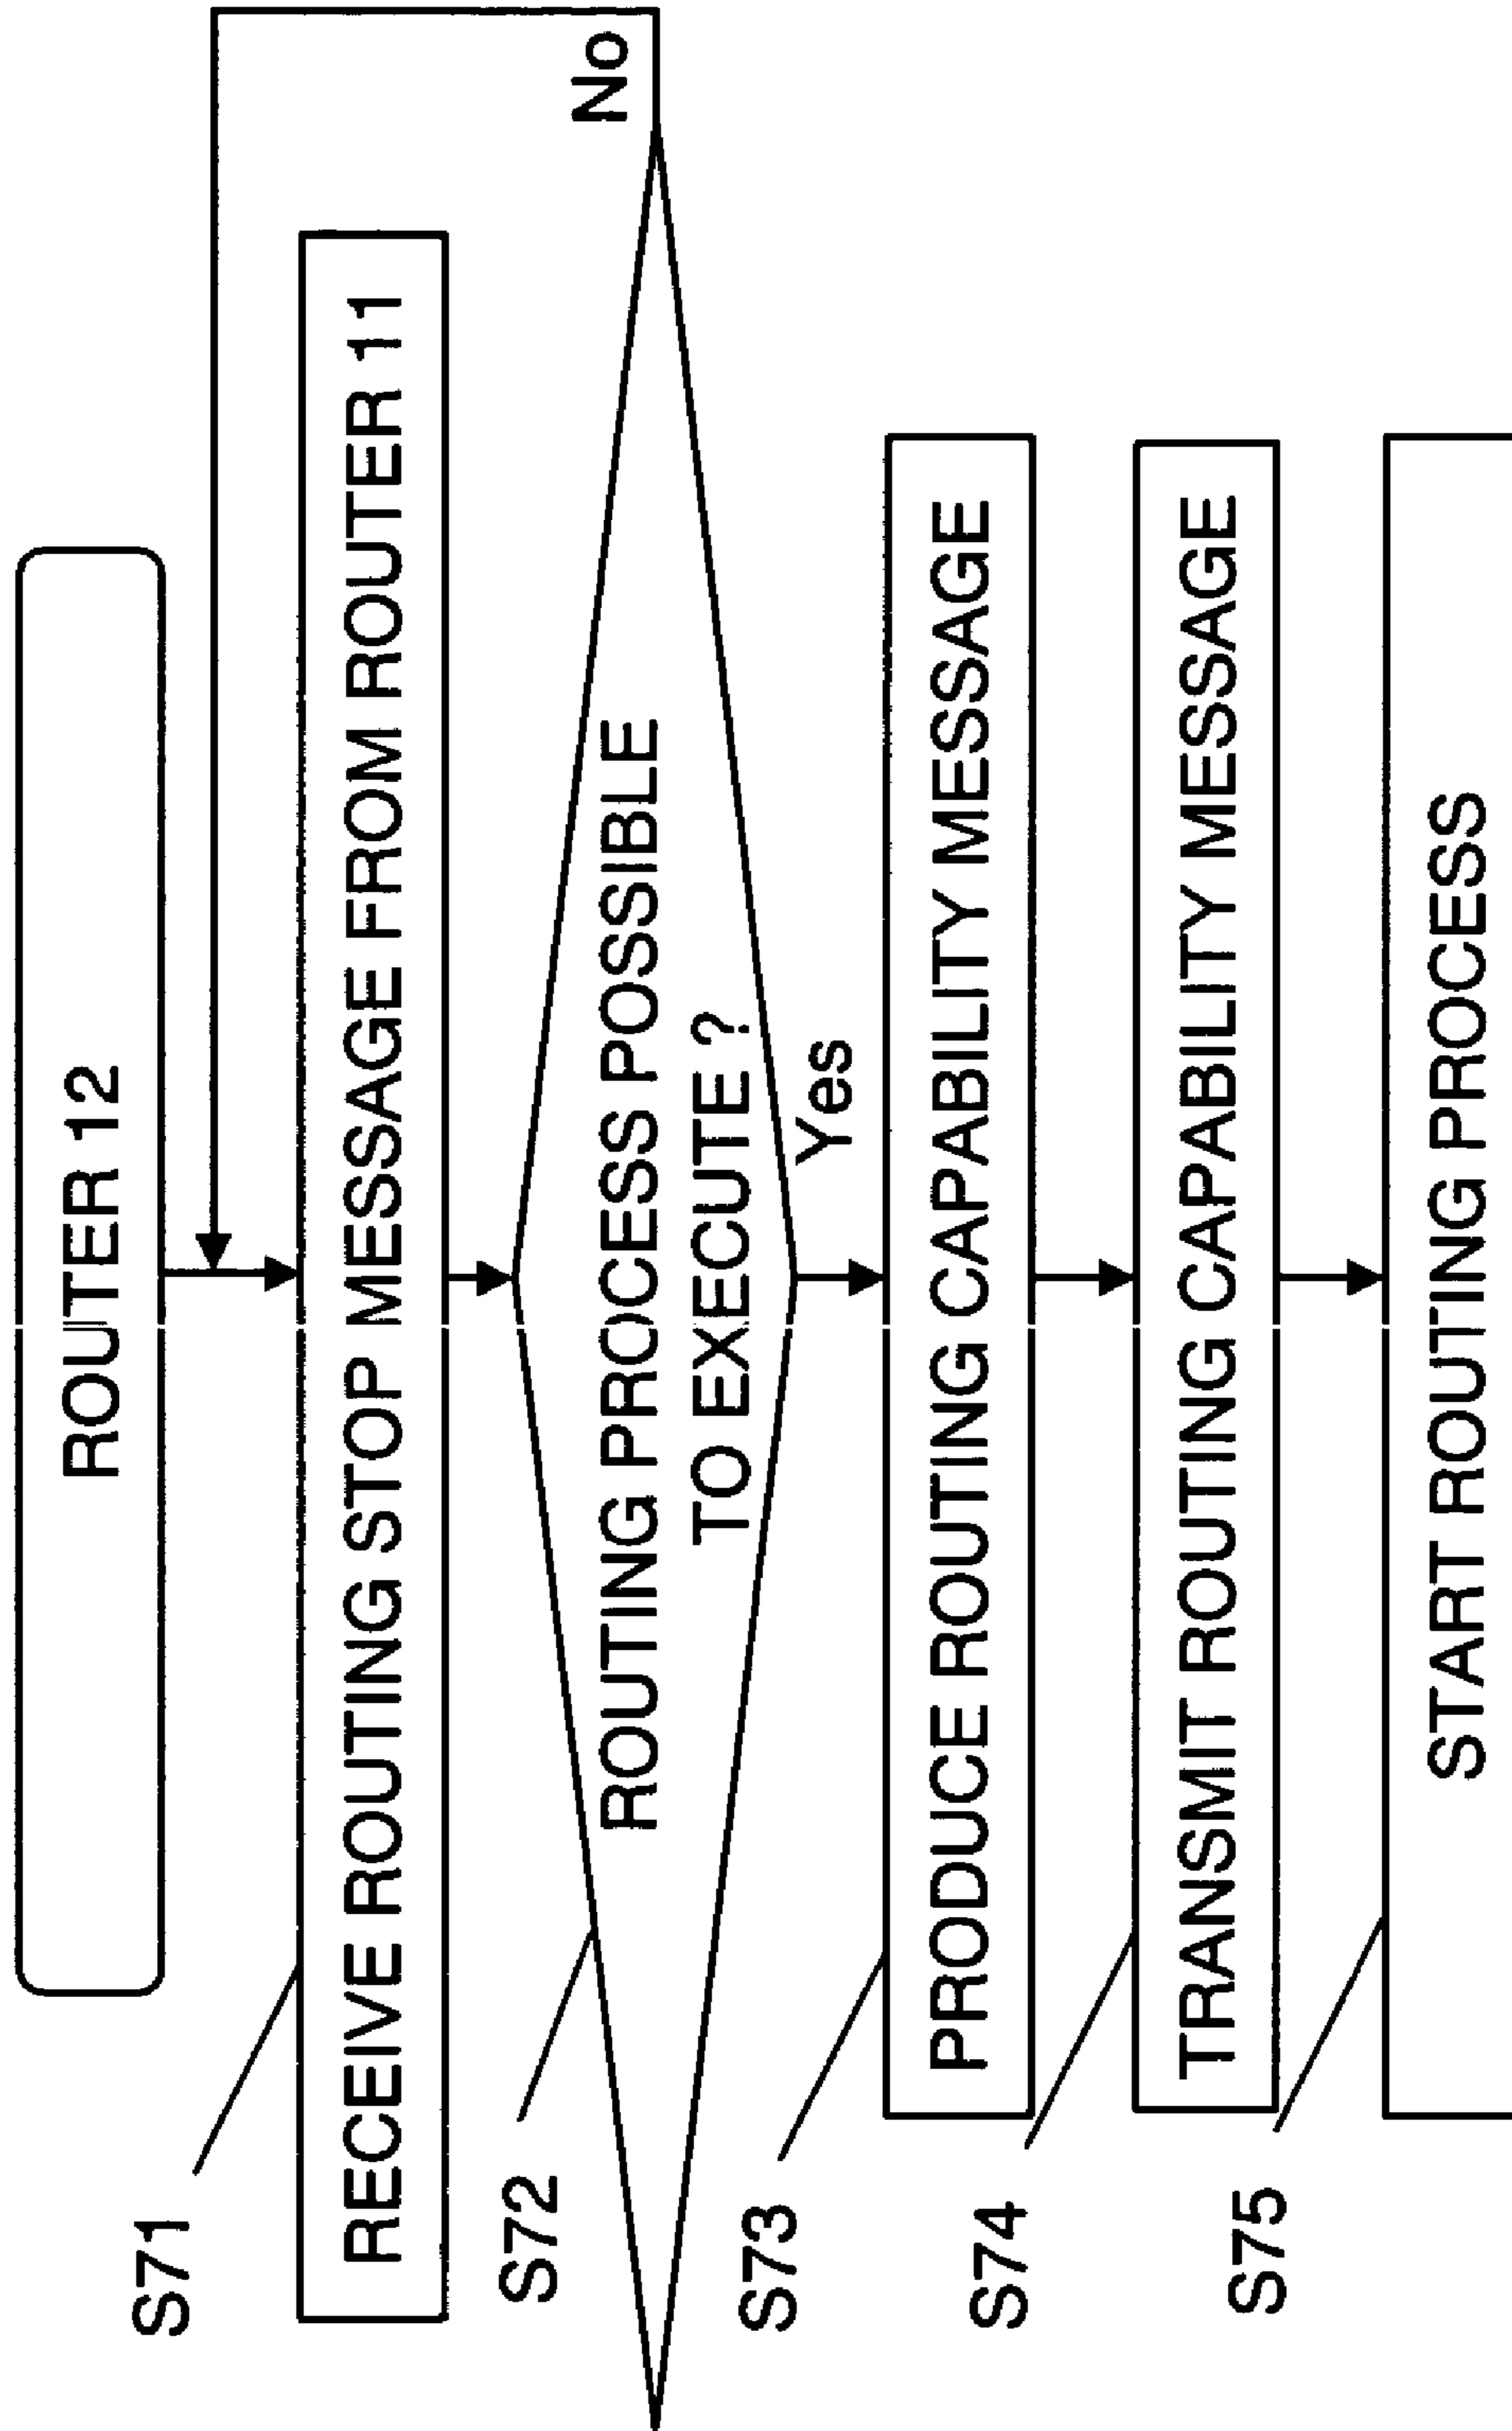 ROUTER 12
S71
RECEIVE ROUTING STOP MESSAGE FROM ROUTER 11
S72
ROUTING PROCESS POSSIBLE
TO EXECUTE ?
No
Yes
S73
PRODUCE ROUTING CAPABILITY MESSAGE
S74
TRANSMIT ROUTING CAPABILITY MESSAGE
S75
START ROUTING PROCESS